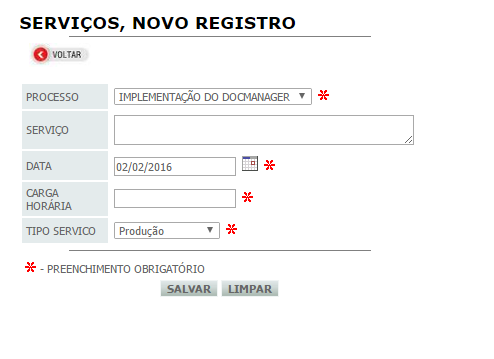 SERVIÇOS, NOVO REGISTRO
VOLTAR
PROCESSO IMPLEMENTAÇÃO DO DOCMANAGER
SERVIÇO
DATA 02/02/2016
CARGA
HORÁRIA
TIPO SERVICO Produção
- PREENCHIMENTO OBRIGATÓRIO
SALVAR LIMPAR